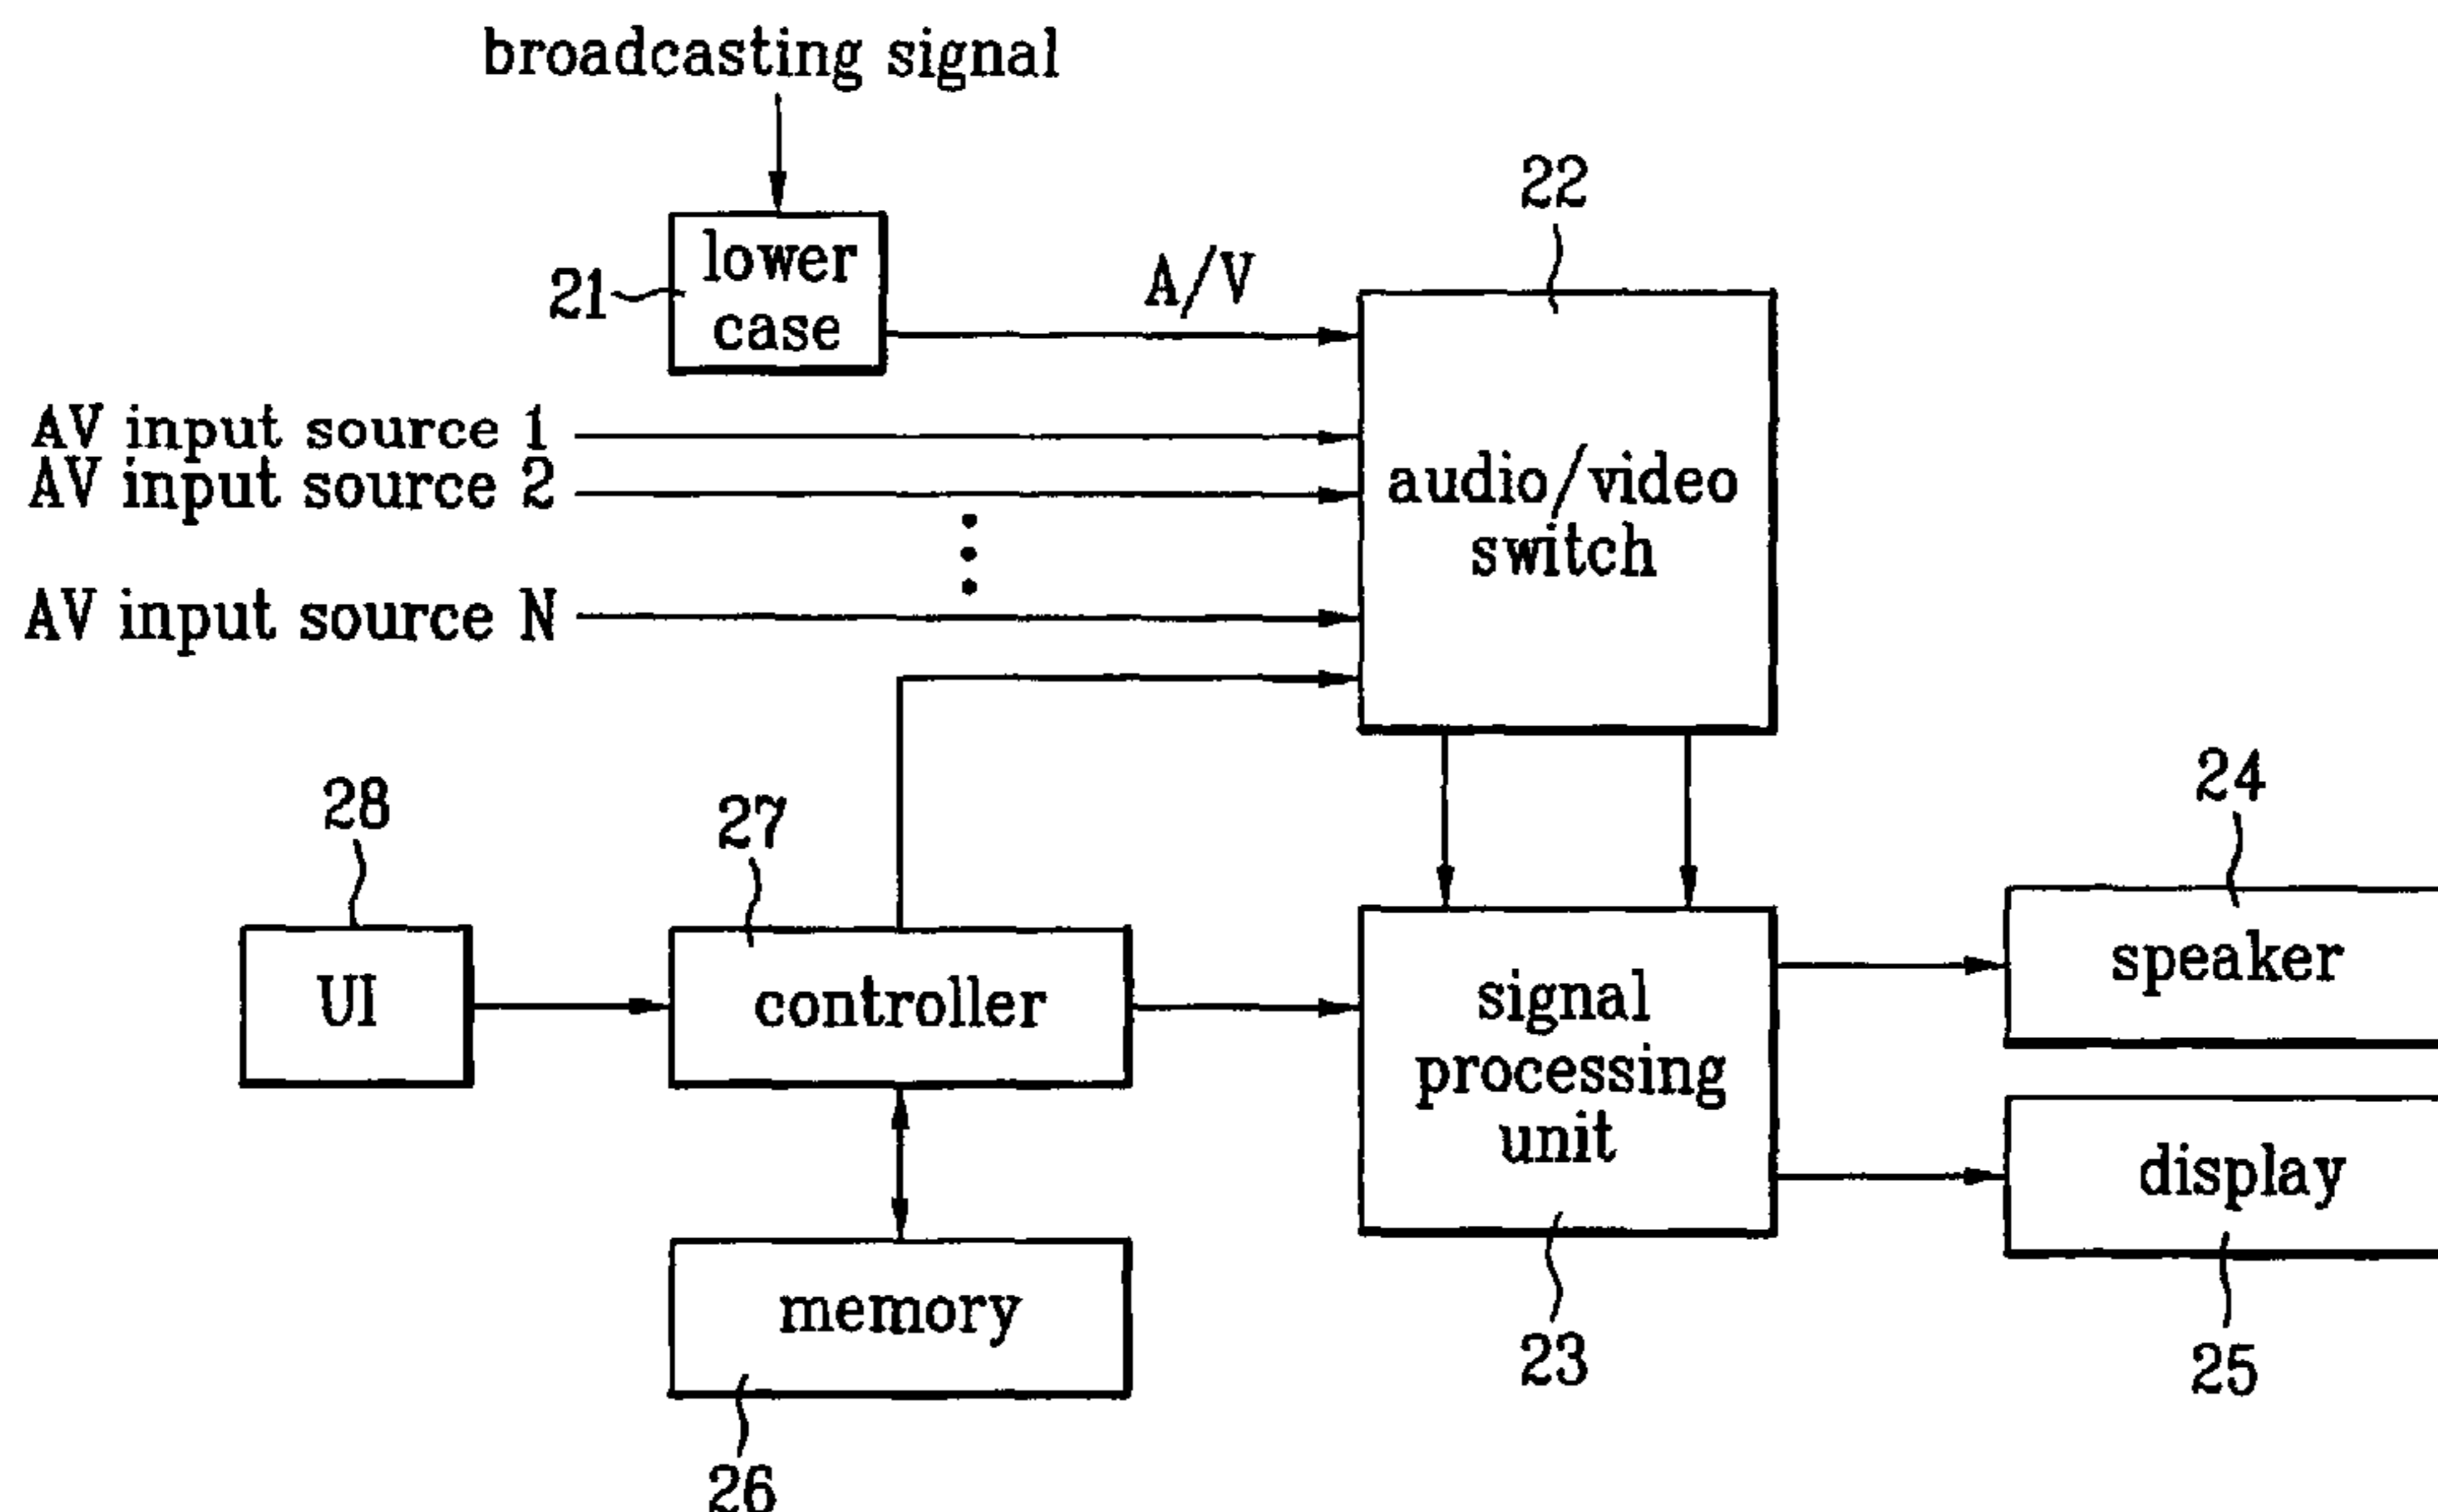 broadcasting signal
22
21
lower
case
A/V
AV input source 1
AV input source 2
AV input source N
audio/video
switch
28
27
24
UI
controller
signal
processing
unit
speaker
display
memory
23
25
26